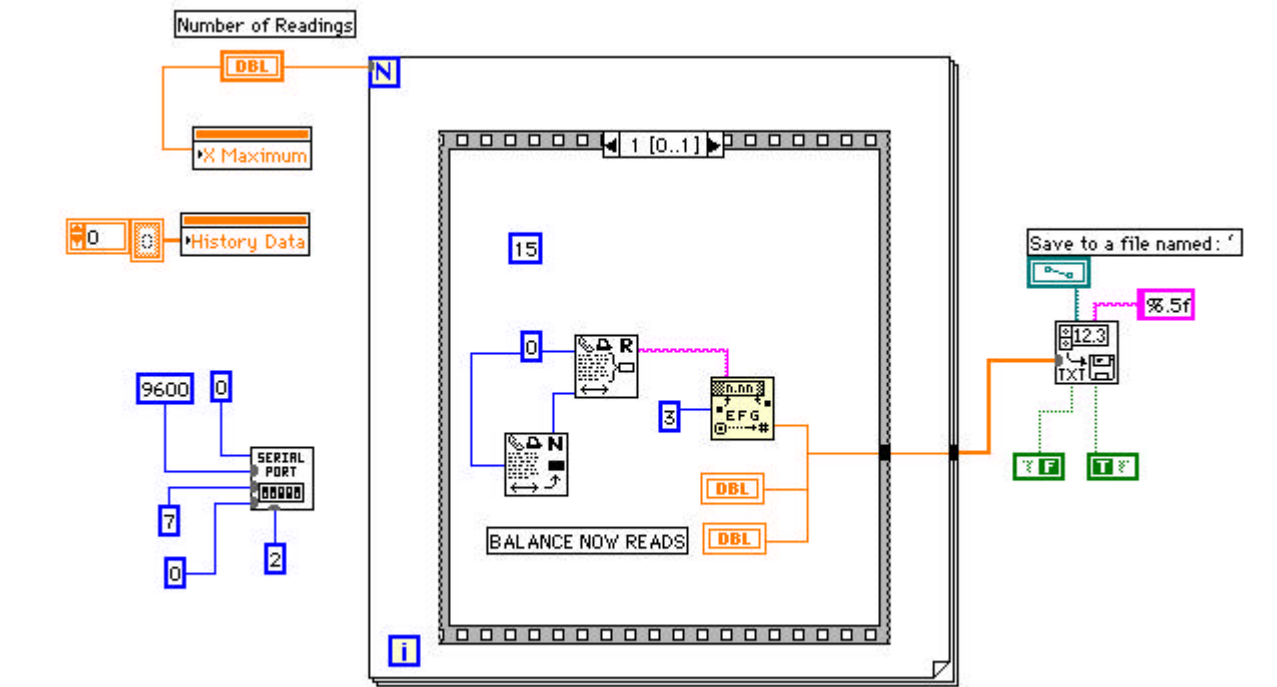 Number of Readings
DBL
N
1 [0..1]
X Maximum
0
0
History Data
15
Save to a file named: ‘
%.5f
12.3
TXT
0
R
n.nn
EFG
#
3
9600
0
SERIAL
PORT
N
7
F
T
DBL
BALANCE NOW READS
DBL
2
0
i